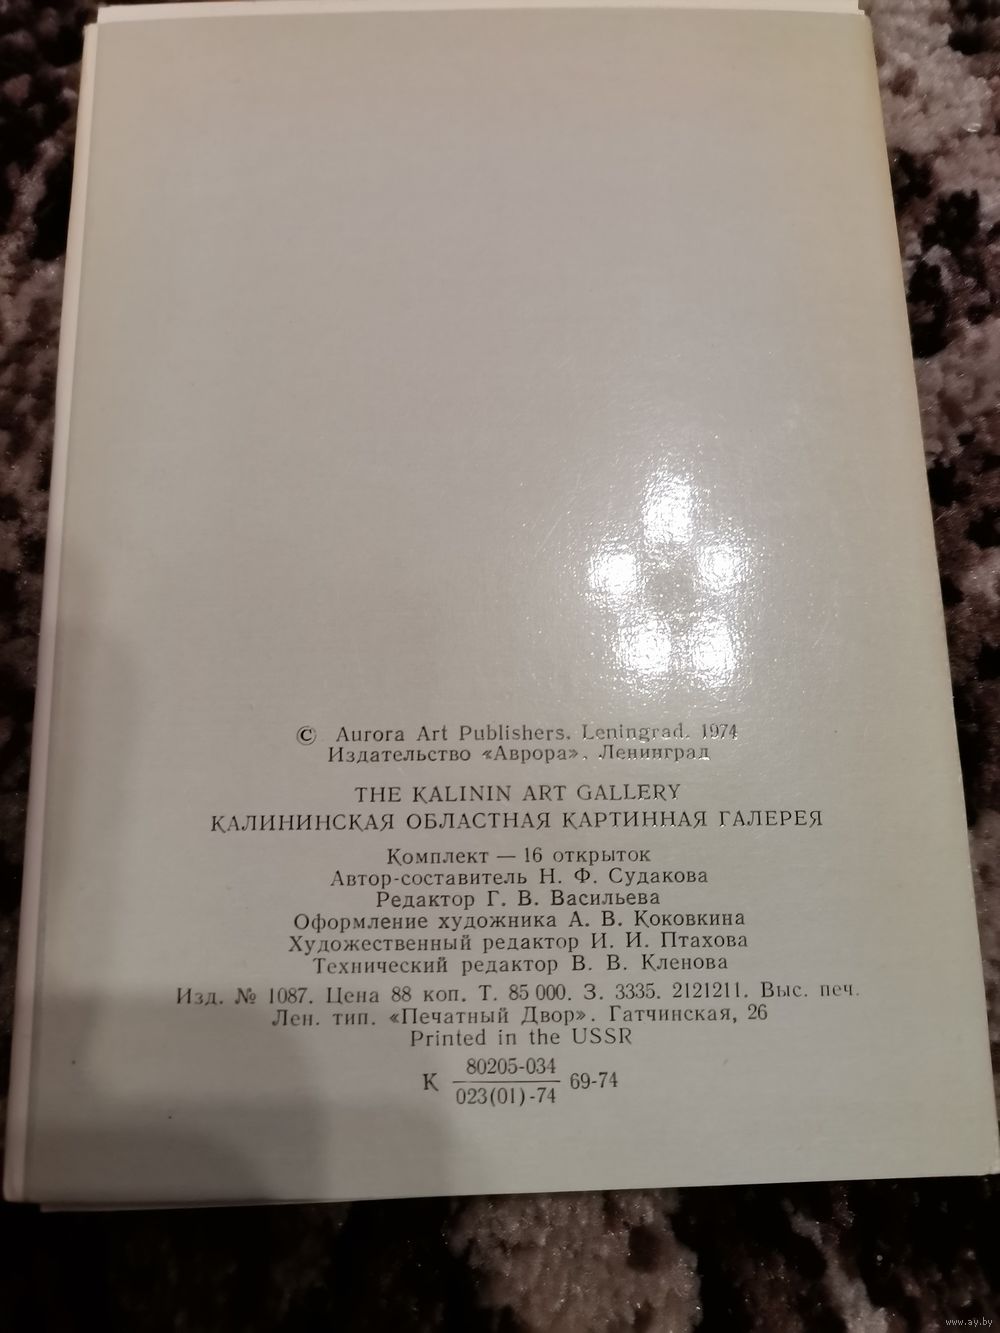 © Aurora Art Publishers. Leningrad. 1974
Издательство «Аврора». Ленинград
THE KALININ ART GALLERY
КАЛИНИНСКАЯ ОБЛАСТНАЯ КАРТИННАЯ ГАЛЕРЕЯ
Комплект — 16 открыток
Автор-составитель Н. Ф. Судакова
Редактор Г. В. Васильева
Оформление художника А. В. Коковкина
Художественный редактор И. И. Птахова
Технический редактор В. В. Кленова
Изд. № 1087. Цена 88 коп. Т. 85 000. З. 3335. 2121211. Выс. печ.
Лен. тип. «Печатный Двор». Гатчинская, 26
Printed in the USSR
К 80205-034
023(01)-74 69-74
www.ay.by